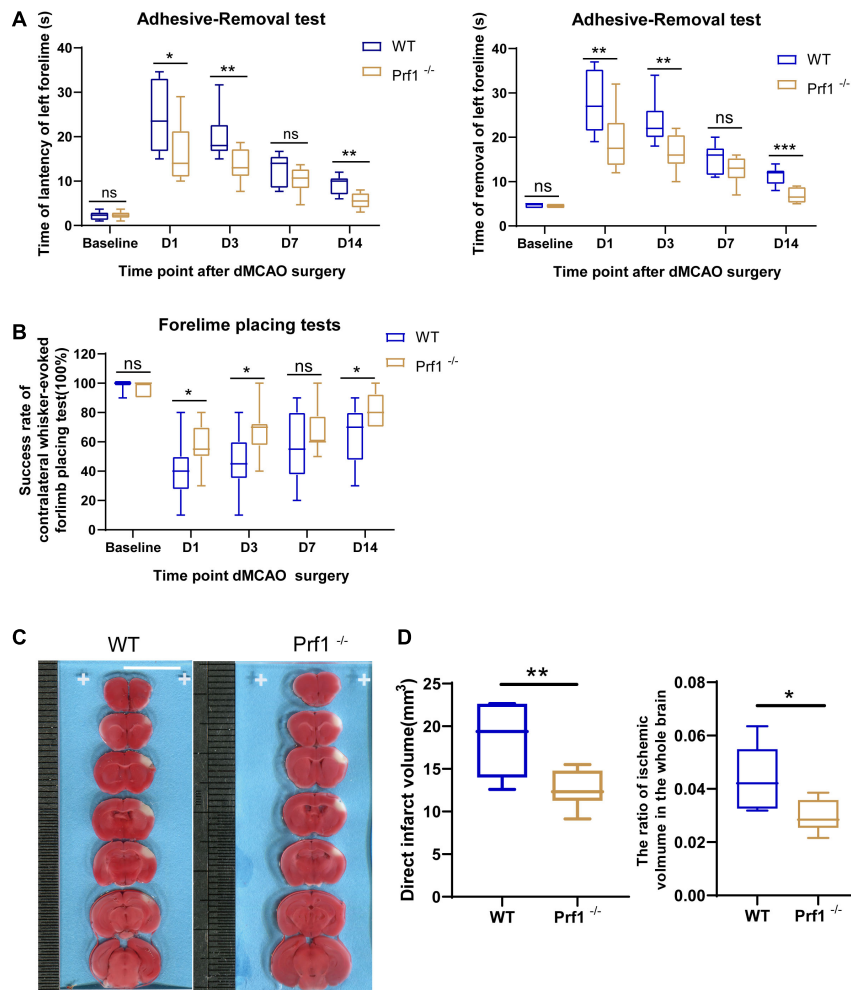 A
Adhesive-Removal test
Time of lantency of left forelime (s)
40
30
20
10
0
ns
*
**
ns
**
WT
Prf1 -/-
Baseline D1 D3 D7 D14
Time point after dMCAO surgery
Adhesive-Removal test
Time of removal of left forelime (s)
40
30
20
10
0
ns
**
**
ns
***
WT
Prf1 -/-
Baseline D1 D3 D7 D14
Time point after dMCAO surgery
B
Forelime placing tests
Success rate of
contralateral whisker-evoked
forlimb placing test(100%)
120
100
80
60
40
20
0
ns
*
*
ns
*
WT
Prf1 -/-
Baseline D1 D3 D7 D14
Time point dMCAO surgery
C
WT
Prf1 -/-
D
Direct infarct volume(mm3)
25
20
15
10
5
0
**
WT Prf1 -/-
The ratio of ischemic
volmume in the whole brain
0.08
0.06
0.04
0.02
0.00
*
WT Prf1 -/-